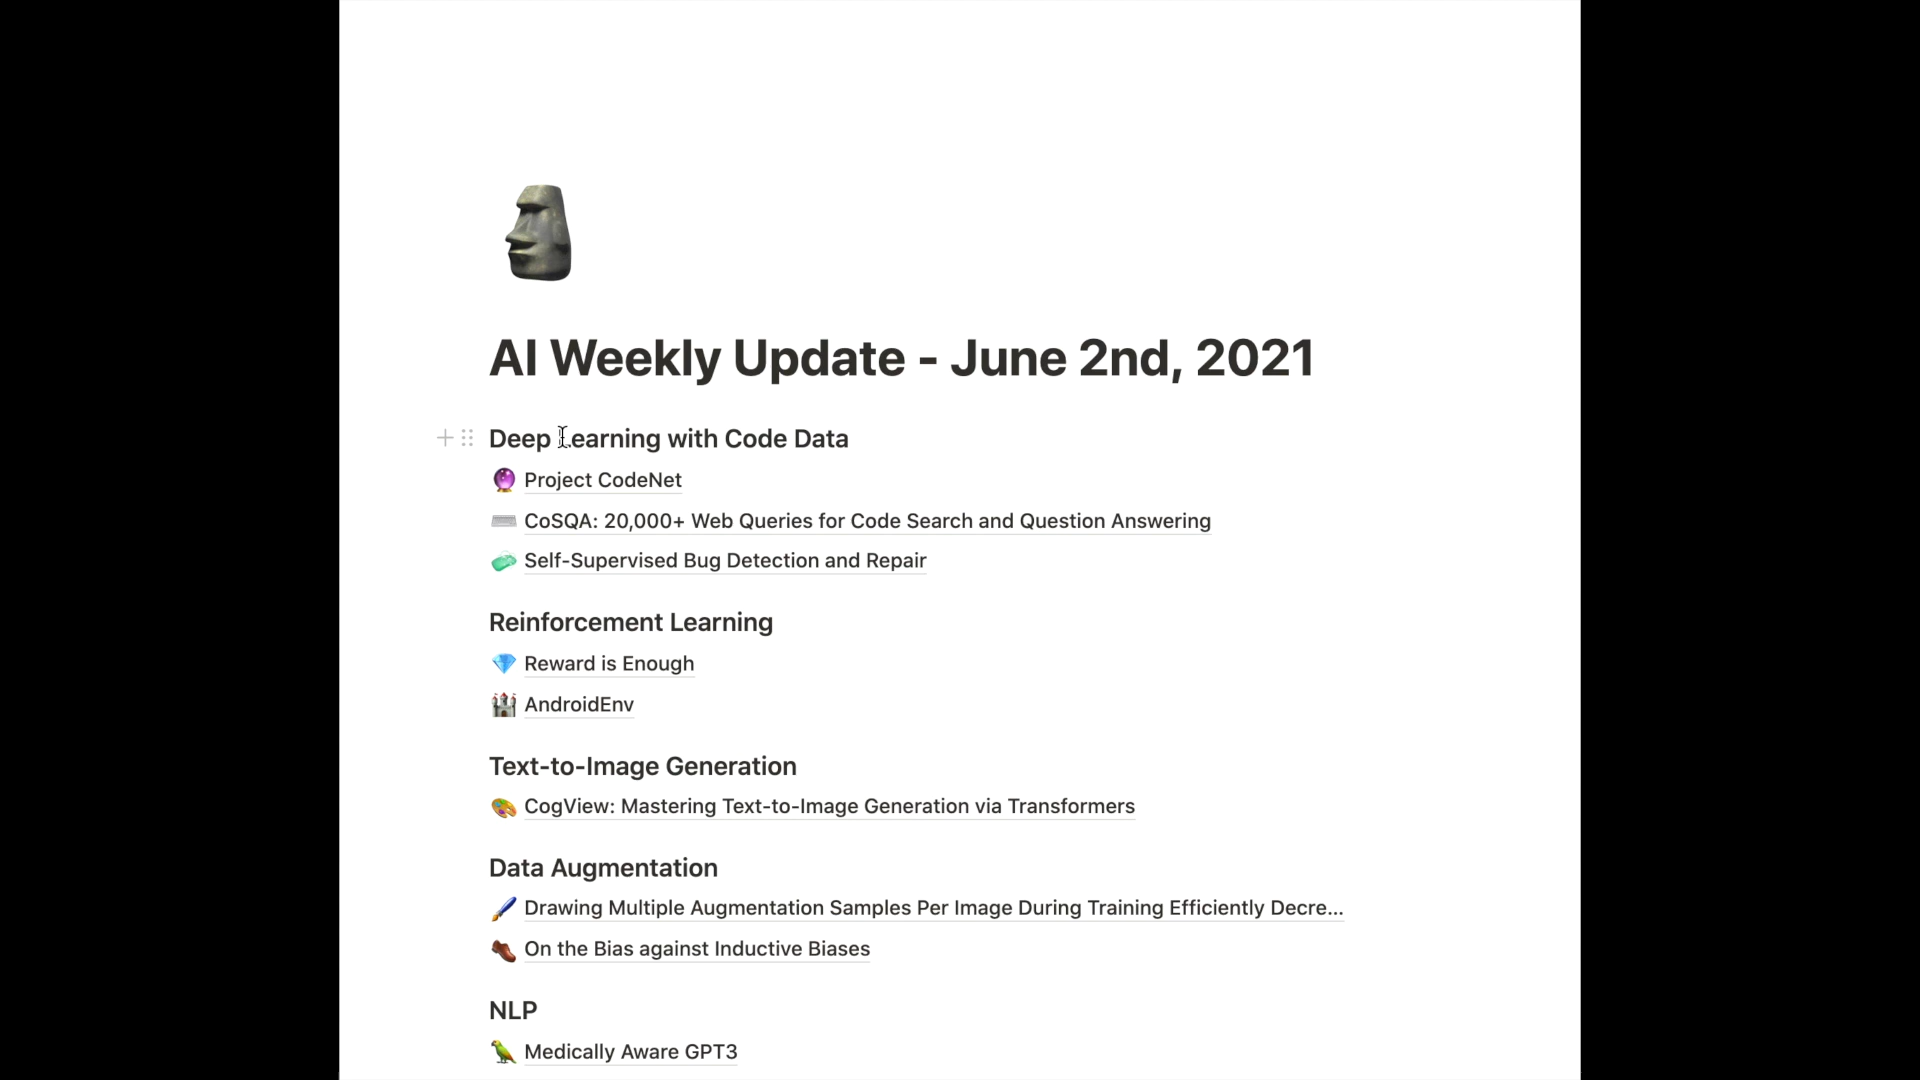 AI Weekly Update - June 2nd, 2021
Deep Learning with Code Data
Project CodeNet
CoSQA: 20,000+ Web Queries for Code Search and Question Answering
Self-Supervised Bug Detection and Repair
Reinforcement Learning
Reward is Enough
AndroidEnv
Text-to-Image Generation
CogView: Mastering Text-to-Image Generation via Transformers
Data Augmentation
Drawing Multiple Augmentation Samples Per Image During Training Efficiently Decre...
On the Bias against Inductive Biases
NLP
Medically Aware GPT3